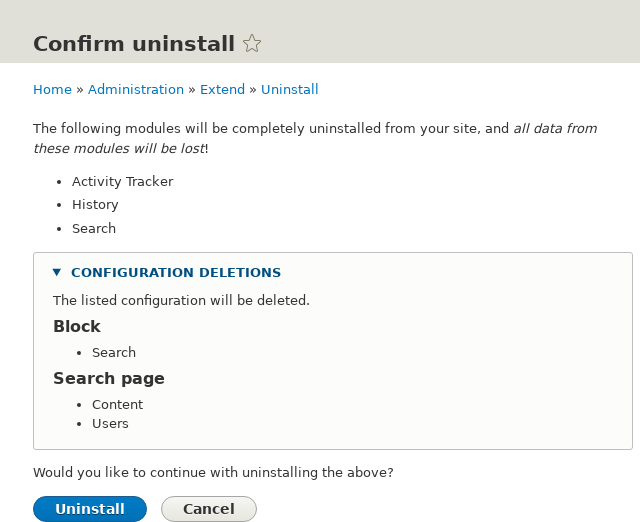 Confirm uninstall
Home » Administration » Extend » Uninstall
The following modules will be completely uninstalled from your site, and all data from
these modules will be lost!
Activity Tracker
History
Search
CONFIGURATION DELETIONS
The listed configuration will be deleted.
Block
Search
Search page
Content
Users
Would you like to continue with uninstalling the above?
Uninstall Cancel